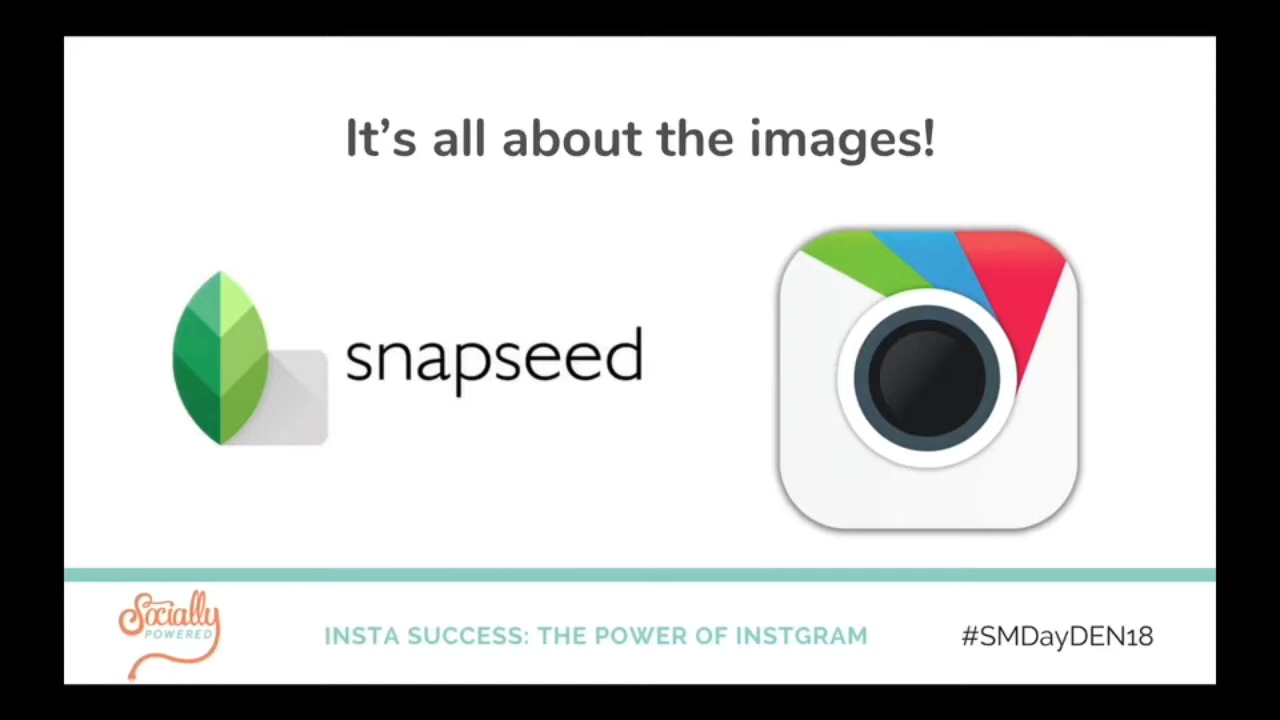 It's all about the images!
snapseed
Socially
POWERED
INSTA SUCCESS: THE POWER OF INSTGRAM
#SMDayDEN18